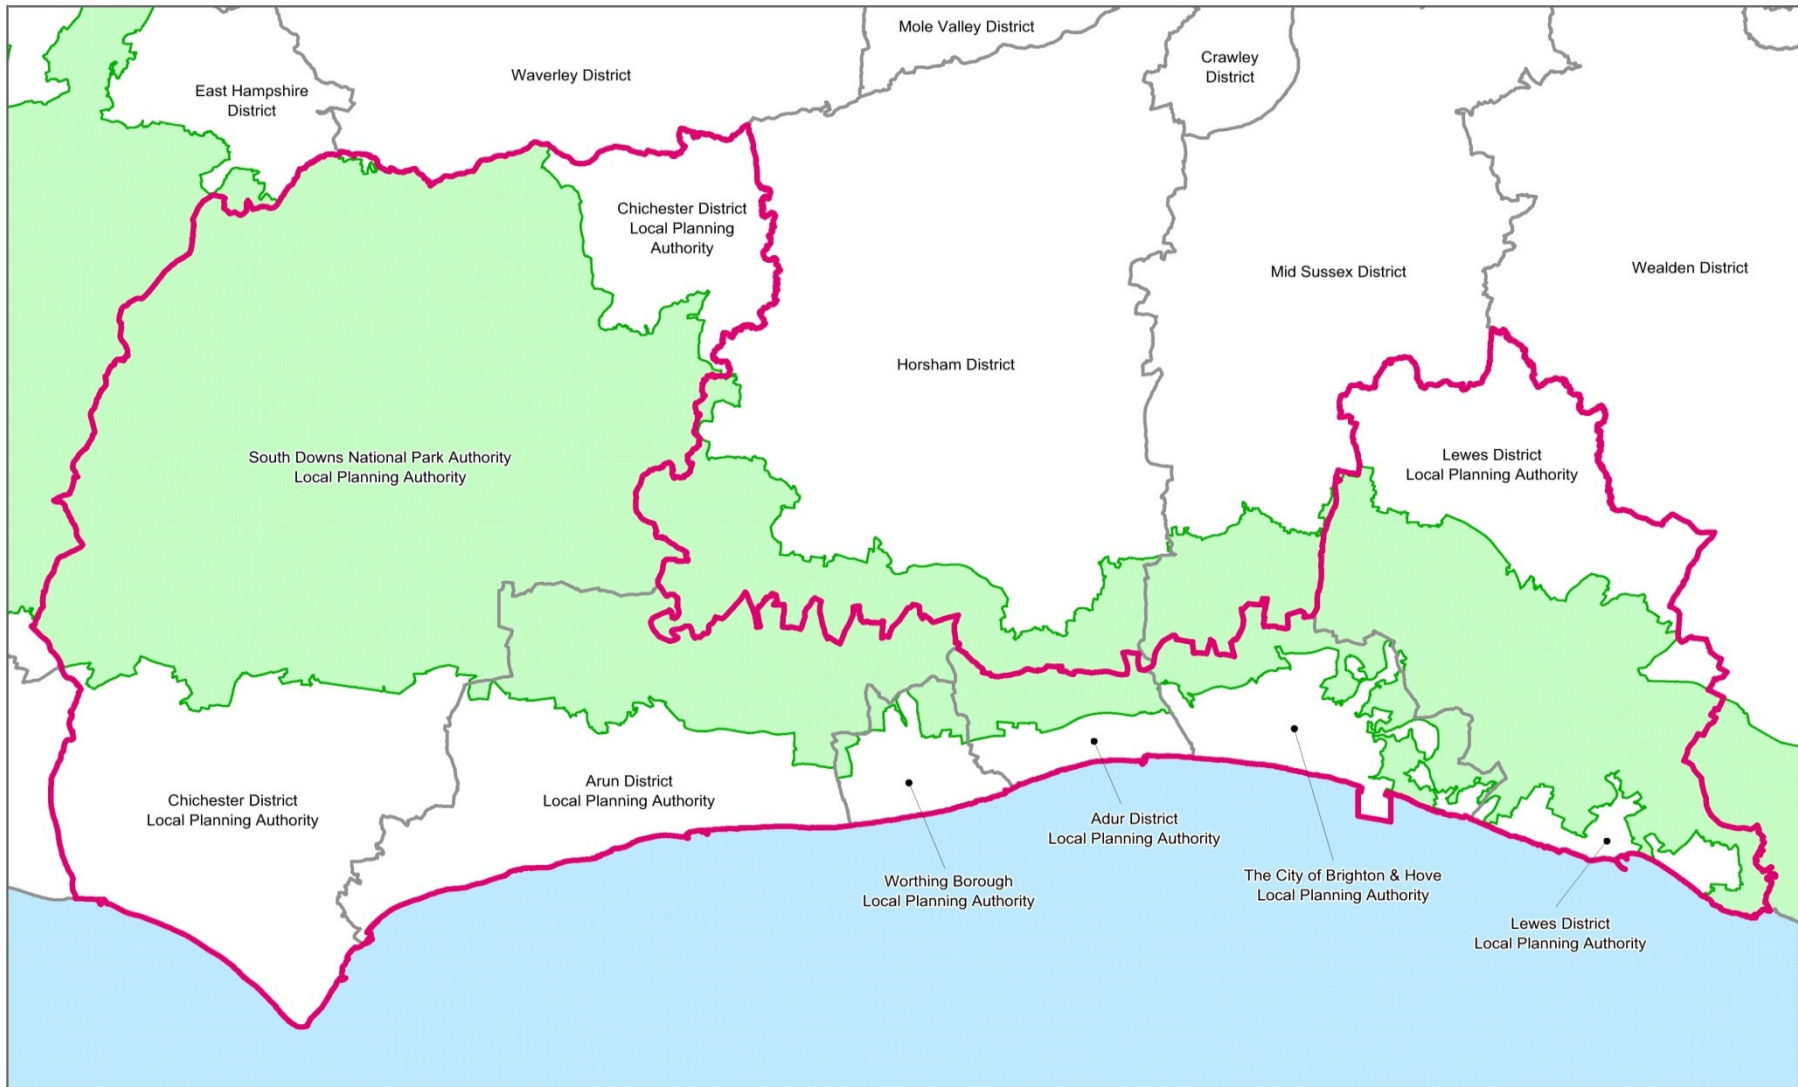 Mole Valley District
Waverley District
Crawley
District
East Hampshire
District
Chichester District
Local Planning
Authority
Mid Sussex District
Wealden District
Horsham District
South Downs National Park Authority
Local Planning Authority
Lewes District
Local Planning Authority
Chichester District
Local Planning Authority
Arun District
Local Planning Authority
Adur District
Local Planning Authority
Worthing Borough
Local Planning Authority
The City of Brighton & Hove
Local Planning Authority
Lewes District
Local Planning Authority